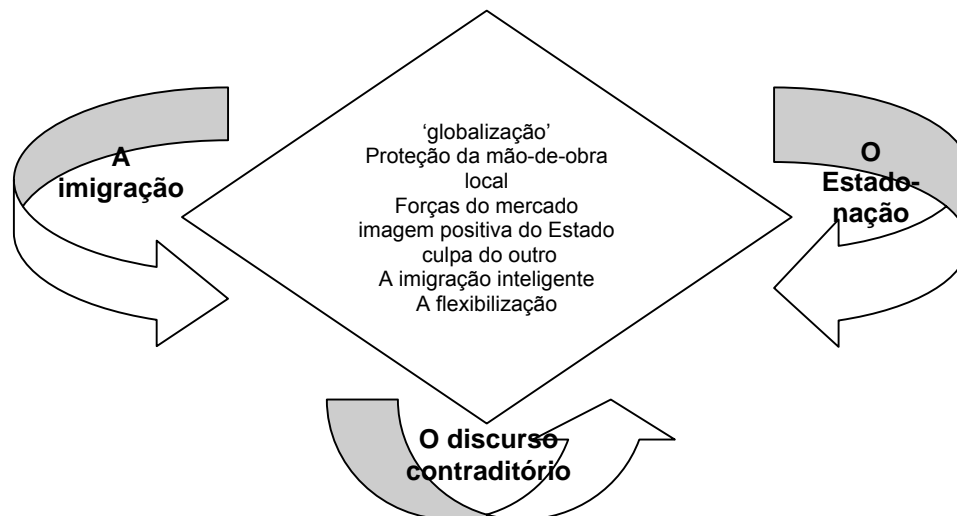 ‘globalização’
Proteção da mão-de-obra
local
Forças do mercado
imagem positiva do Estado
culpa do outro
A imigração inteligente
A flexibilização
A
imigração
O
Estado-
nação
O discurso
contraditório